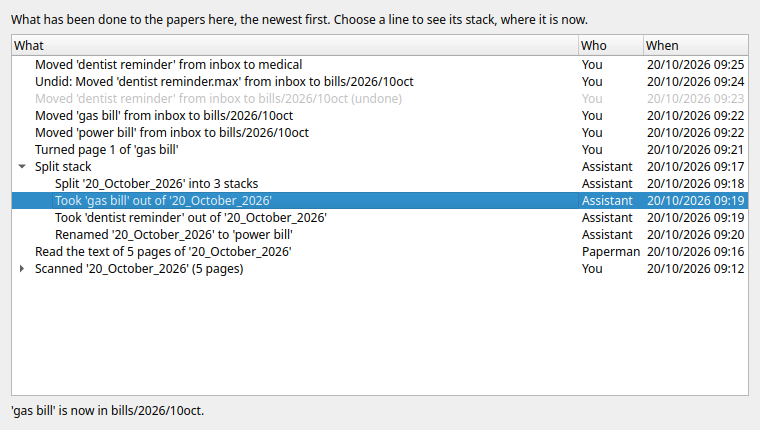 What has been done to the papers here, the newest first. Choose a line to see its stack, where it is now.
What Who When
Moved 'dentist reminder' from inbox to medical You 20/10/2026 09:25
Undid: Moved 'dentist reminder.max' from inbox to bills/2026/10oct You 20/10/2026 09:24
Moved 'dentist reminder' from inbox to bills/2026/10oct (undone) You 20/10/2026 09:23
Moved 'gas bill' from inbox to bills/2026/10oct You 20/10/2026 09:22
Moved 'power bill' from inbox to bills/2026/10oct You 20/10/2026 09:22
Turned page 1 of 'gas bill' You 20/10/2026 09:21
Split stack Assistant 20/10/2026 09:17
Split '20_October_2026' into 3 stacks Assistant 20/10/2026 09:18
Took 'gas bill' out of '20_October_2026' Assistant 20/10/2026 09:19
Took 'dentist reminder' out of '20_October_2026' Assistant 20/10/2026 09:19
Renamed '20_October_2026' to 'power bill' Assistant 20/10/2026 09:20
Read the text of 5 pages of '20_October_2026' Paperman 20/10/2026 09:16
Scanned '20_October_2026' (5 pages) You 20/10/2026 09:12
'gas bill' is now in bills/2026/10oct.